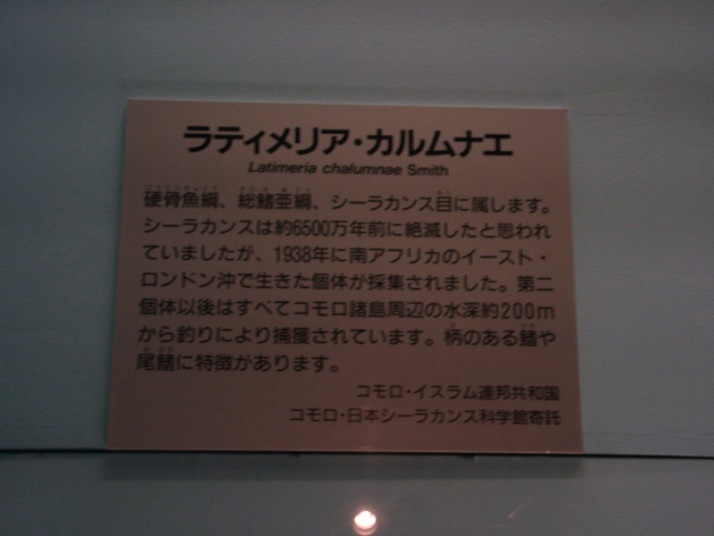 ラティメリア・カルムナエ
Latimeria chalumnae Smith
硬骨魚綱、総鰭亜綱、シーラカンス目に属します。
シーラカンスは約6500万年前に絶滅したと思われ
ていましたが、1938年に南アフリカのイースト・
ロンドン沖で生きた個体が採集されました。第二
個体以後はすべてコモロ諸島周辺の水深約200m
から釣りにより捕獲されています。柄のある鰭や
尾鰭に特徴があります。
コモロ・イスラム連邦共和国
コモロ・日本シーラカンス科学館寄託